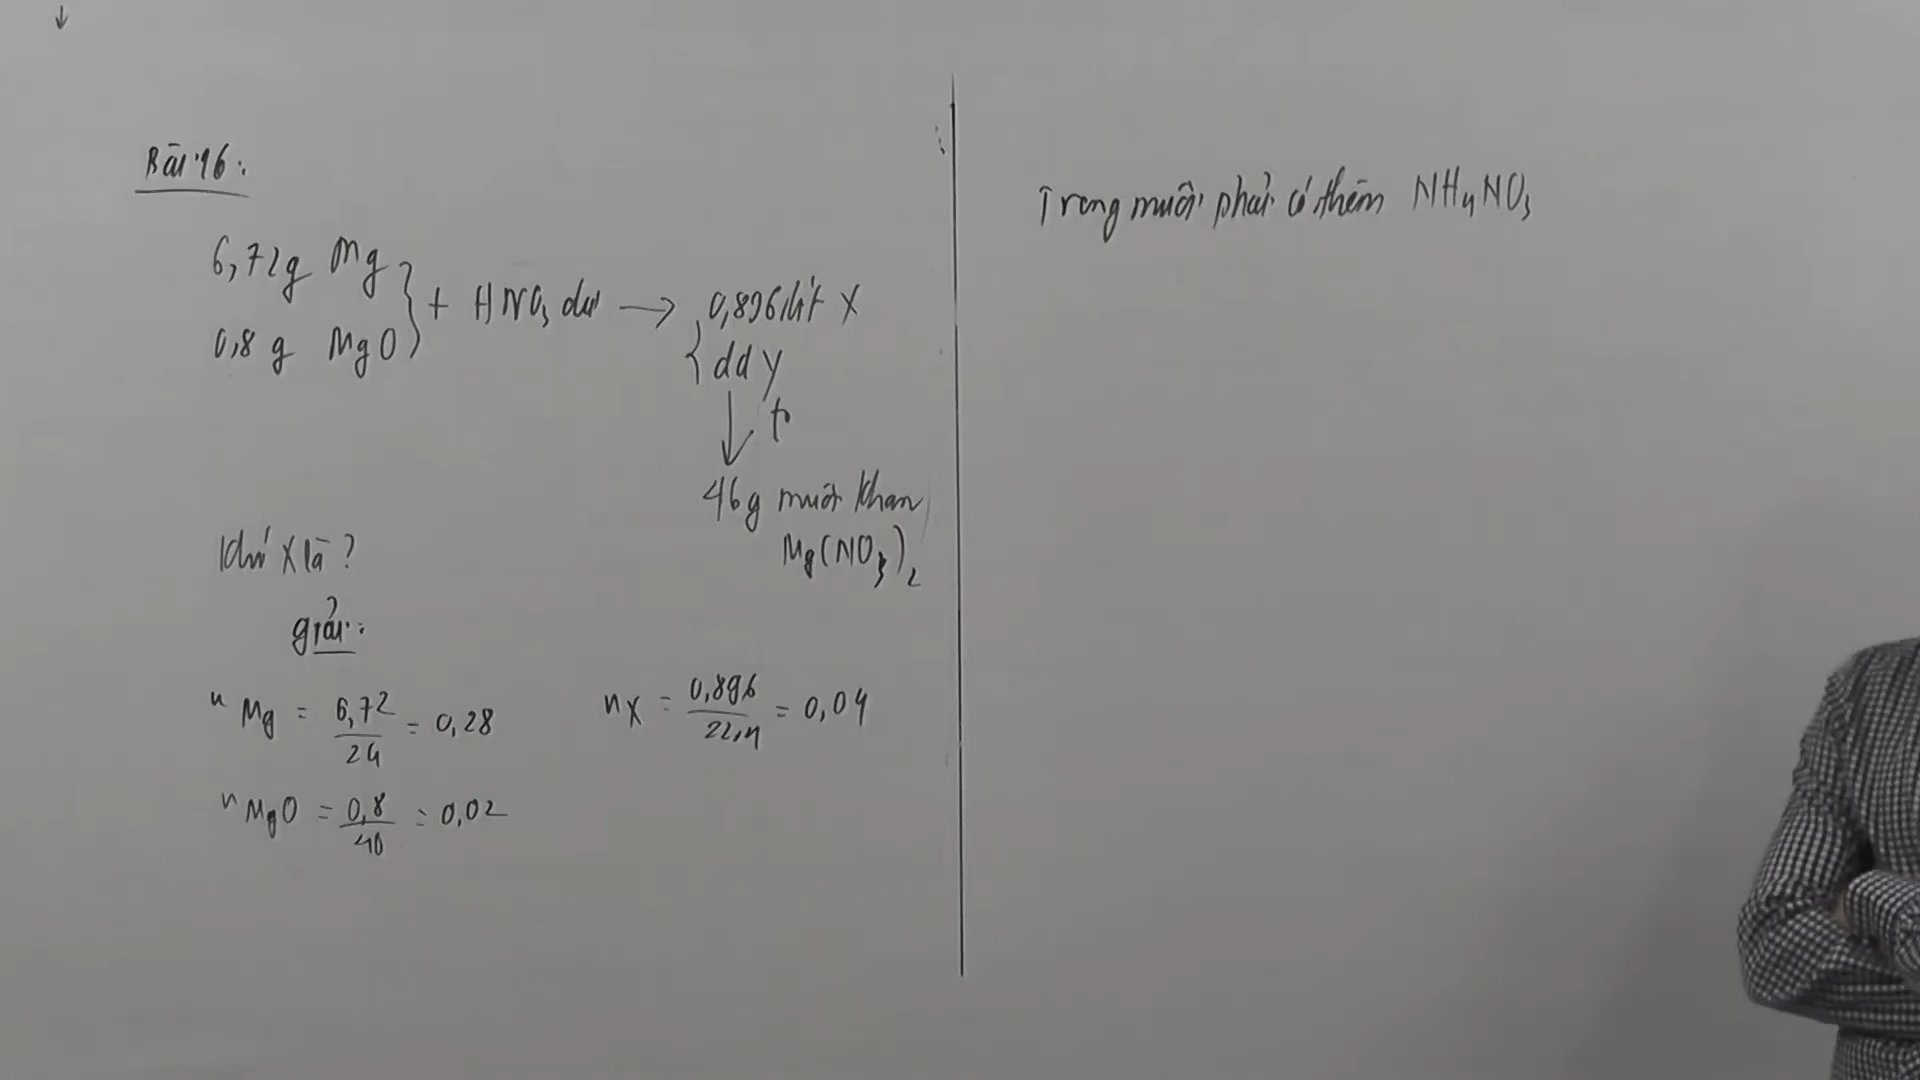 Bài 16:
6,72g Mg
0,8 g MgO
+ HNO3 dư → 0,896 lít X
dd Y
↓ t°
46g muối khan
Mg(NO3)2
Khí X là ?
giải:
nMg = 6,72/24 = 0,28
nX = 0,896/22,4 = 0,04
nMgO = 0,8/40 = 0,02
Trong muối phải có thêm NH4NO3